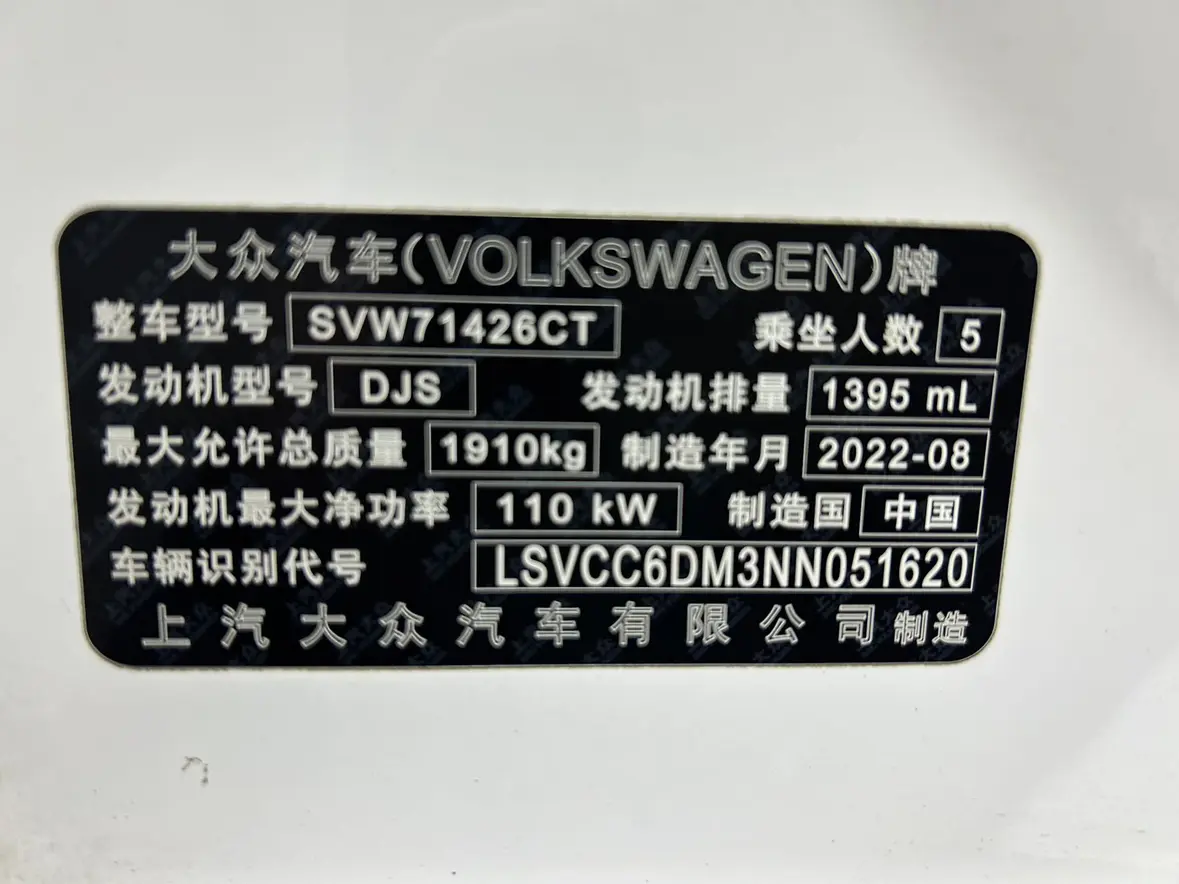 大众汽车(VOLKSWAGEN)牌
整车型号 SVW71426CT 乘坐人数 5
发动机型号 DJS 发动机排量 1395 mL
最大允许总质量 1910kg 制造年月 2022-08
发动机最大净功率 110 kW 制造国 中国
车辆识别代号 LSVCC6DM3NN051620
上汽大众汽车有限公司制造